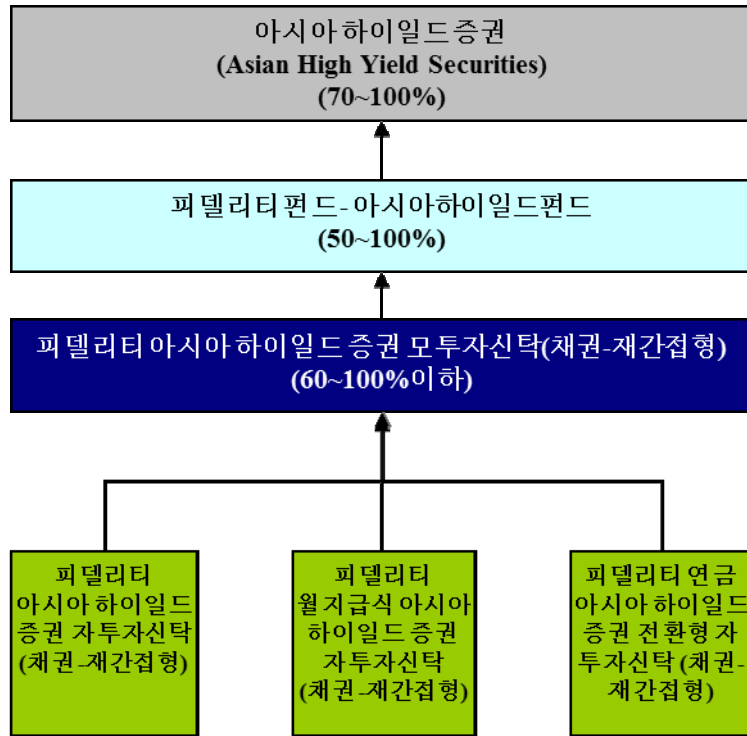 아시아하이일드증권
(Asian High Yield Securities)
(70~100%)
피델리티펀드-아시아하이일드펀드
(50~100%)
피델리티아시아하이일드 증권 모투자신탁(채권-재간접형)
(60~100%이하)
피델리티
아시아하이일드
증권 자투자신탁
(채권-재간접형)
피델리티
월지급식 아시아
하이일드 증권
자투자신탁
(채권-재간접형)
피델리티 연금
아시아하이일드
증권 전환형 자
투자신탁(채권-
재간접형)